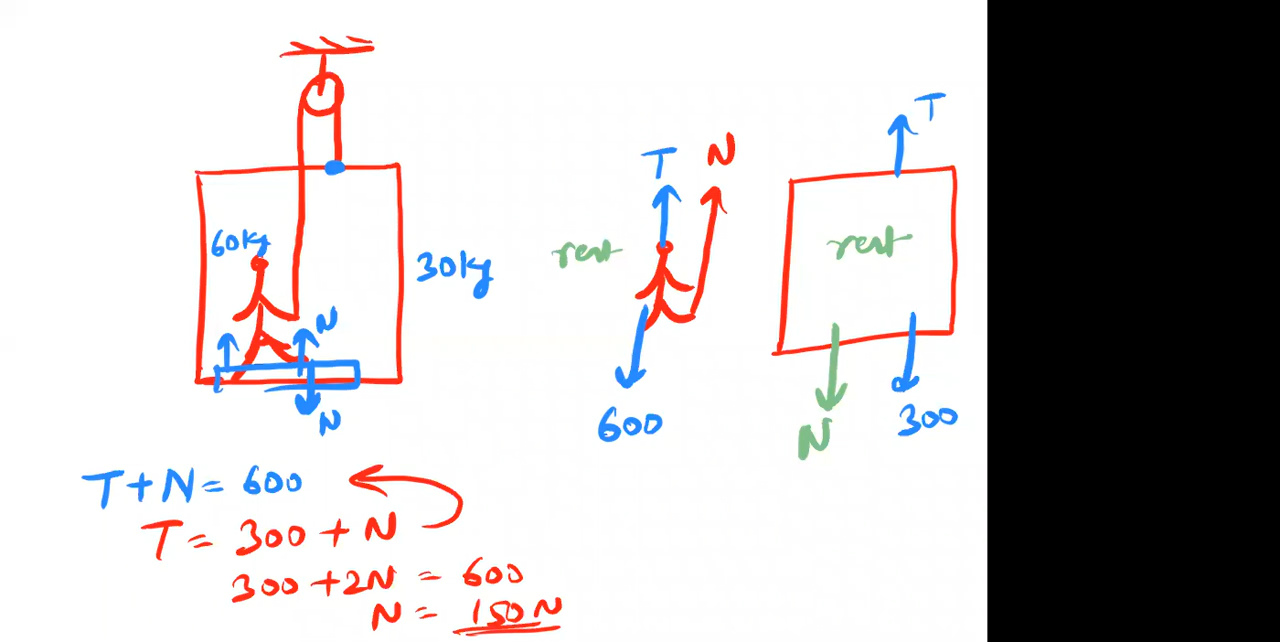 T
T N
60kg
rest
rest
30kg
N
N
600
N
300
T+N= 600
T= 300 + N
300 +2N = 600
N = 150 N